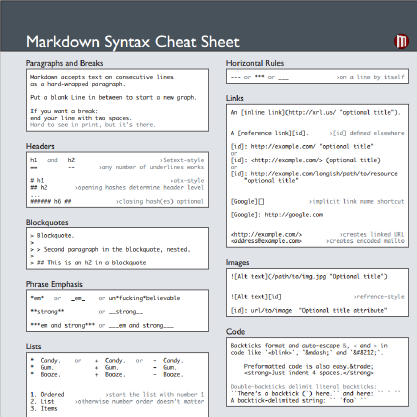 Markdown Syntax Cheat Sheet
Paragraphs and Breaks
Markdown accepts text on consecutive lines
as a hard-wrapped paragraph.
Put a blank Line in between to start a new graph.
If you want a break:
end your line with two spaces.
Hard to see in print, but it's there.
Headers
h1 and h2 >Setext-style
== -- >any number of underlines works
# h1 >atx-style
## h2 >opening hashes determine header level
...
###### h6 ## >closing hash(es) optional
Blockquotes
> Blockquote.
>
> > Second paragraph in the blockquote, nested.
>
> ## This is an h2 in a blockquote
Phrase Emphasis
*em* or _em_ or un*fucking*believable
**strong** or __strong__
***em and strong*** or ___em and strong___
Lists
* Candy. or + Candy. or - Candy.
* Gum. + Gum. - Gum.
* Booze. + Booze. - Booze.
1. Ordered >start the list with number 1
2. List >otherwise number order doesn't matter
3. Items
Horizontal Rules
--- or *** or ___ >on a line by itself
Links
An [inline link](http://url.us/ "optional title").
A [reference link][id]. >[id] defined elsewhere
[id]: http://example.com/ "optional title"
or
[id]: <http://example.com/> (optional title)
or
[id]: http://example.com/longish/path/to/resource
"optional title"
[Google][] >implicit link name shortcut
[Google]: http://google.com
<http://example.com/> >creates linked URL
<address@example.com> >creates encoded mailto
Images
![Alt text](/path/to/img.jpg "Optional title")
![Alt text][id] >refrence-style
[id]: url/to/image "Optional title attribute"
Code
Backticks format and auto-escape &, < and > in
code like `<blink>`, `&mdash;` and `&#8212;`.
Preformatted code is also easy.&trade;
<strong>Just indent 4 spaces.</strong>
Double-backticks delimit literal backticks:
``There's a backtick (`) here.`` and here `` ` ``
A backtick-delimited string: `` `foo` ``